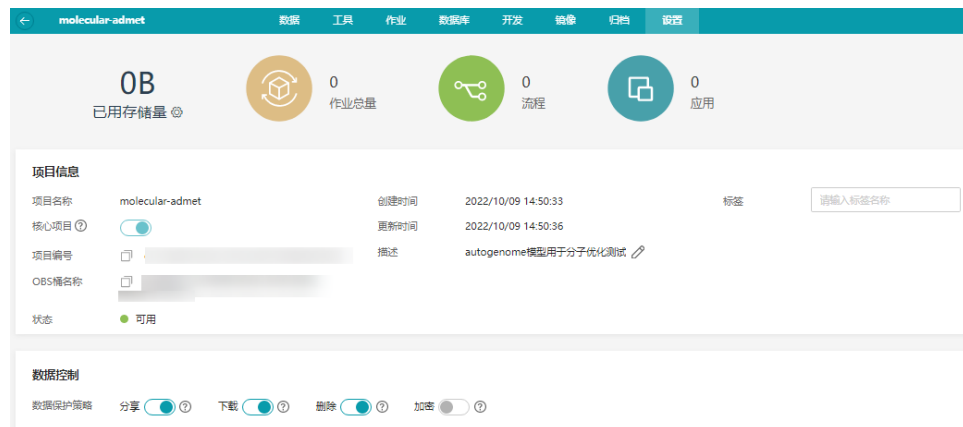 molecular-admet 数据 工具 作业 数据库 开发 镜像 归档 设置
0B
已用存储量
0
作业总量
0
流程
0
应用
项目信息
项目名称 molecular-admet 创建时间 2022/10/09 14:50:33 标签 请输入标签名称
核心项目 更新时间 2022/10/09 14:50:36
项目编号 描述 autogenome模型用于分子优化测试
OBS桶名称
状态 可用
数据控制
数据保护策略 分享 下载 删除 加密